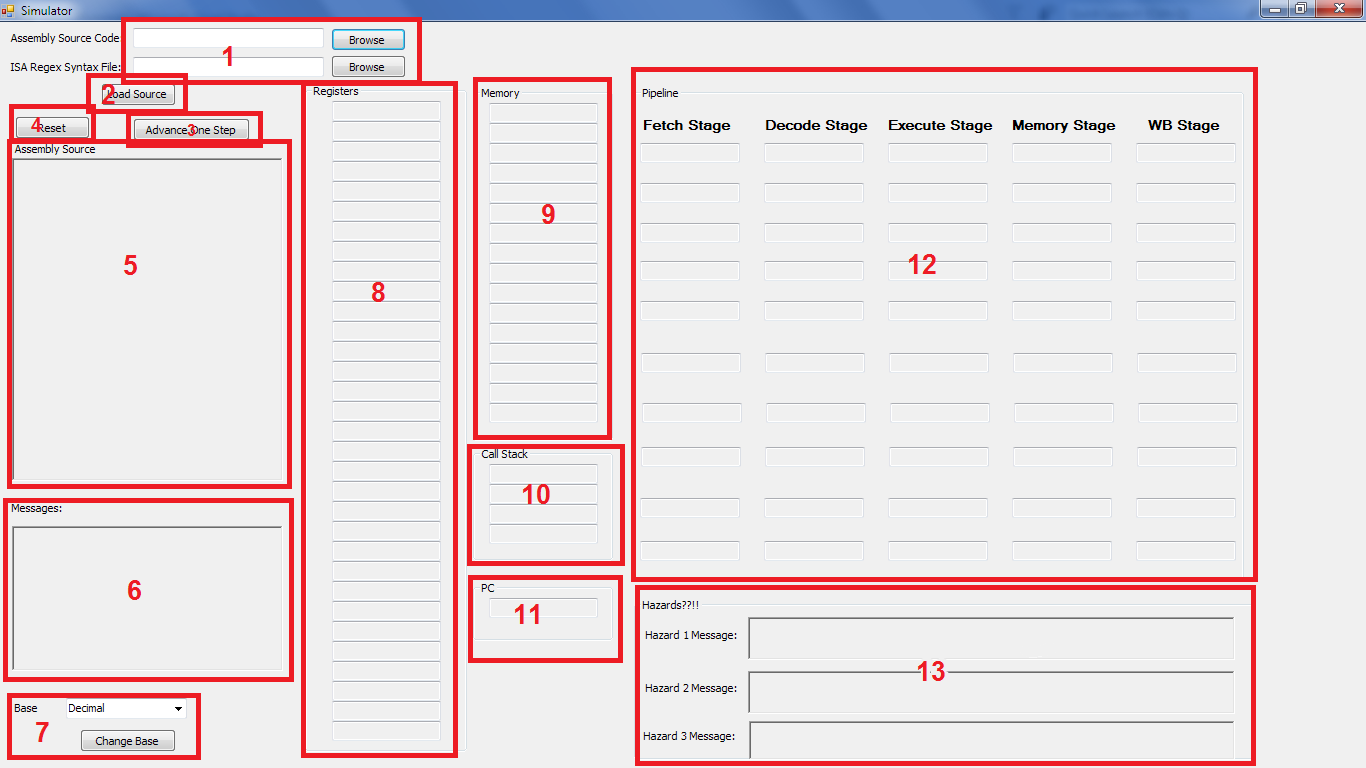 Simulator
Assembly Source Code:
Browse
1
ISA Regex Syntax File:
Browse
2
Load Source
4
Reset
Advance One Step
3
Assembly Source
5
Messages:
6
Base
Decimal
7
Change Base
Registers
8
Memory
9
Call Stack
10
PC
11
Pipeline
Fetch Stage Decode Stage Execute Stage Memory Stage WB Stage
12
Hazards??!!
Hazard 1 Message:
13
Hazard 2 Message:
Hazard 3 Message: